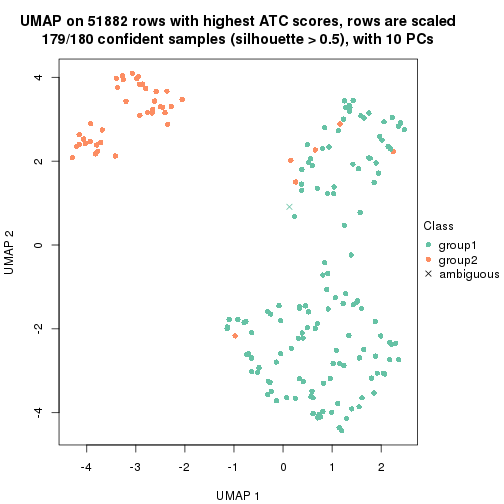 UMAP on 51882 rows with highest ATC scores, rows are scaled
179/180 confident samples (silhouette > 0.5), with 10 PCs
4
2
0
-2
-4
UMAP 2
-4
-3
-2
-1
0
1
2
UMAP 1
Class
group1
group2
ambiguous